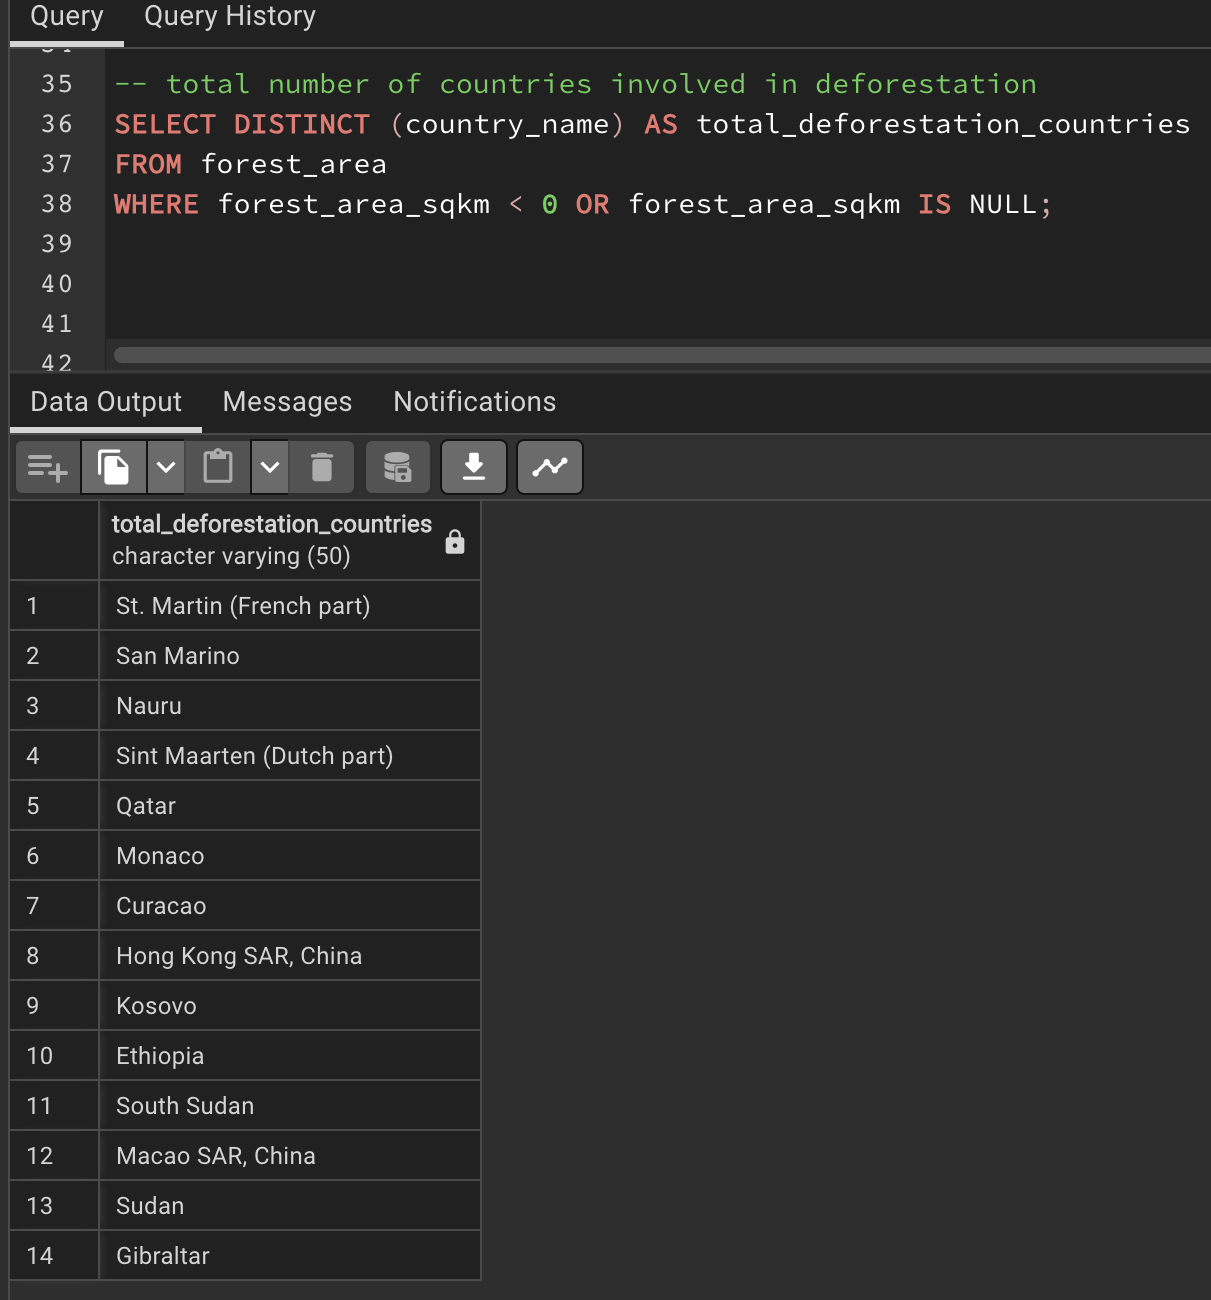 Query Query History
35 -- total number of countries involved in deforestation
36 SELECT DISTINCT (country_name) AS total_deforestation_countries
37 FROM forest_area
38 WHERE forest_area_sqkm < 0 OR forest_area_sqkm IS NULL;
39
40
41
42
Data Output Messages Notifications
total_deforestation_countries
character varying (50)
1 St. Martin (French part)
2 San Marino
3 Nauru
4 Sint Maarten (Dutch part)
5 Qatar
6 Monaco
7 Curacao
8 Hong Kong SAR, China
9 Kosovo
10 Ethiopia
11 South Sudan
12 Macao SAR, China
13 Sudan
14 Gibraltar